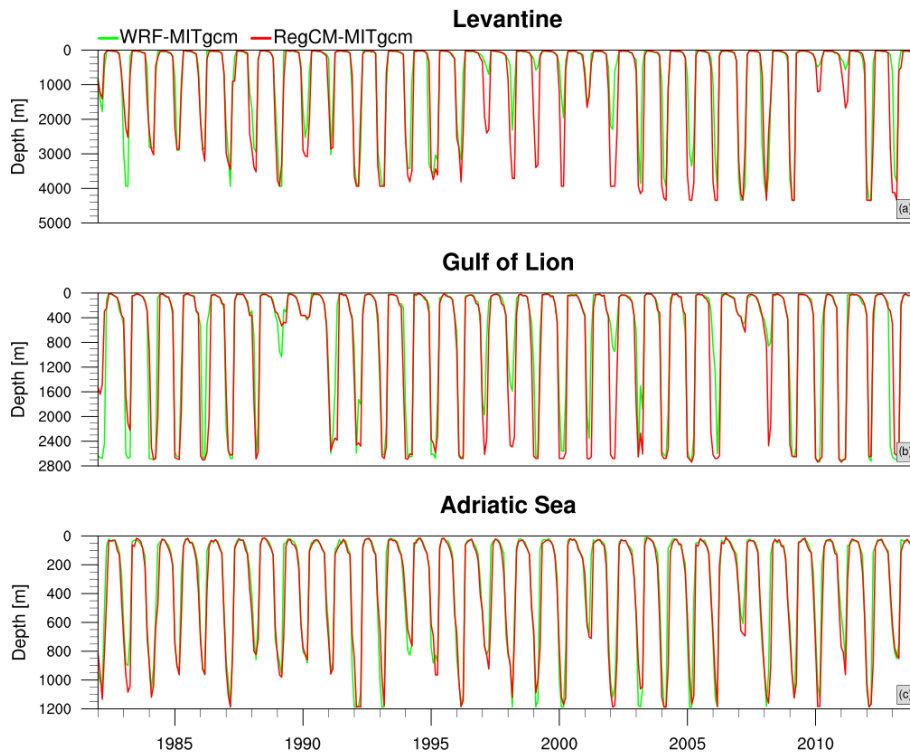 Levantine
WRF-MITgcm RegCM-MITgcm
Depth [m]
0
1000
2000
3000
4000
5000
(a)
Gulf of Lion
Depth [m]
0
400
800
1200
1600
2000
2400
2800
(b)
Adriatic Sea
Depth [m]
0
200
400
600
800
1000
1200
(c)
1985 1990 1995 2000 2005 2010